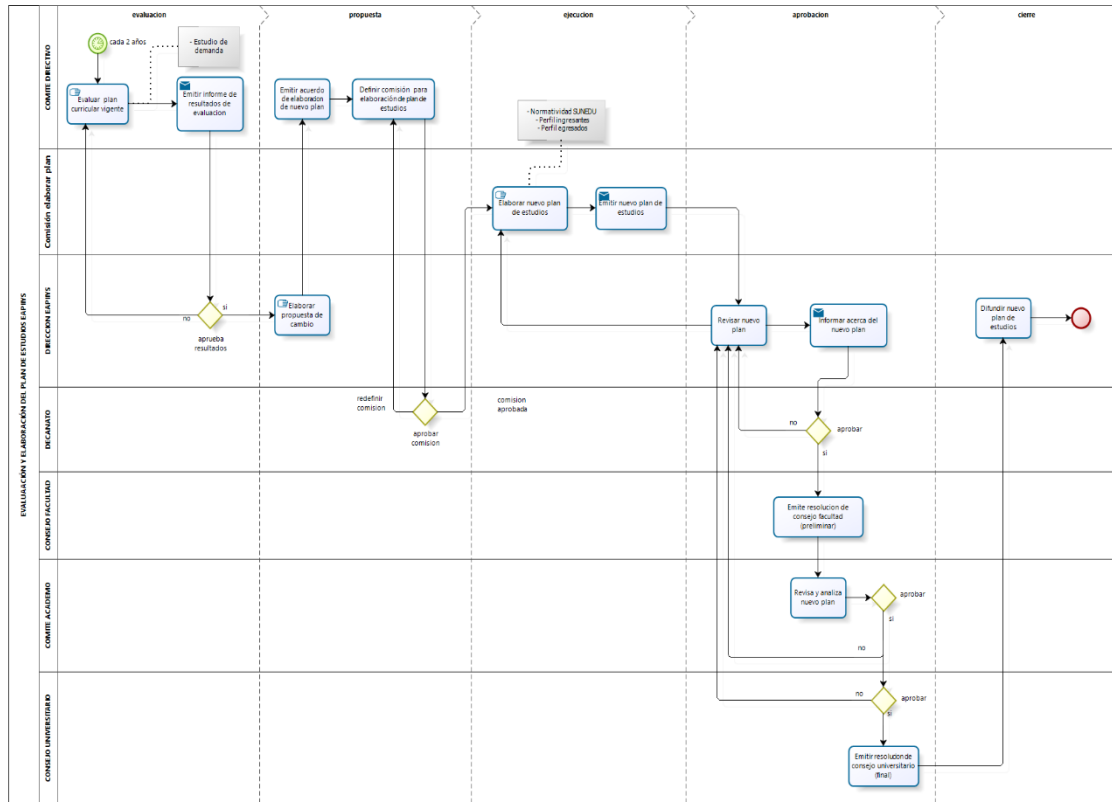 evaluacion
propuesta
ejecucion
aprobacion
cierre
EVALUAACIÓN Y ELABORACIÓN DEL PLAN DE ESTUDIOS EAPIIYS
COMITE DIRECTIVO
cada 2 años
- Estudio de
demanda
Evaluar plan
curricular vigente
Emitir informe de
resultados de
evaluacion
Emitir acuerdo
de elaboracion
de nuevo plan
Definir comisión para
elaboración de plan de
estudios
- Normatividad SUNEDU
- Perfil ingresantes
- Perfil egresados
Comisión elaborar plan
Elaborar nuevo plan
de estudios
Emitir nuevo plan de
estudios
DIRECCION EAPIIYS
si
no
aprueba
resultados
Elaborar
propuesta de
cambio
Revisar nuevo
plan
Informar acerca del
nuevo plan
Difundir nuevo
plan de
estudios
DECANATO
redefinir
comision
comision
aprobada
aprobar
comision
no
aprobar
si
CONSEJO FACULTAD
Emite resolucion de
consejo facultad
(preliminar)
COMITE ACADEMO
Revisa y analiza
nuevo plan
aprobar
si
no
CONSEJO UNIVERSITARIO
no
aprobar
si
Emitir resolucion de
consejo universitario
(final)